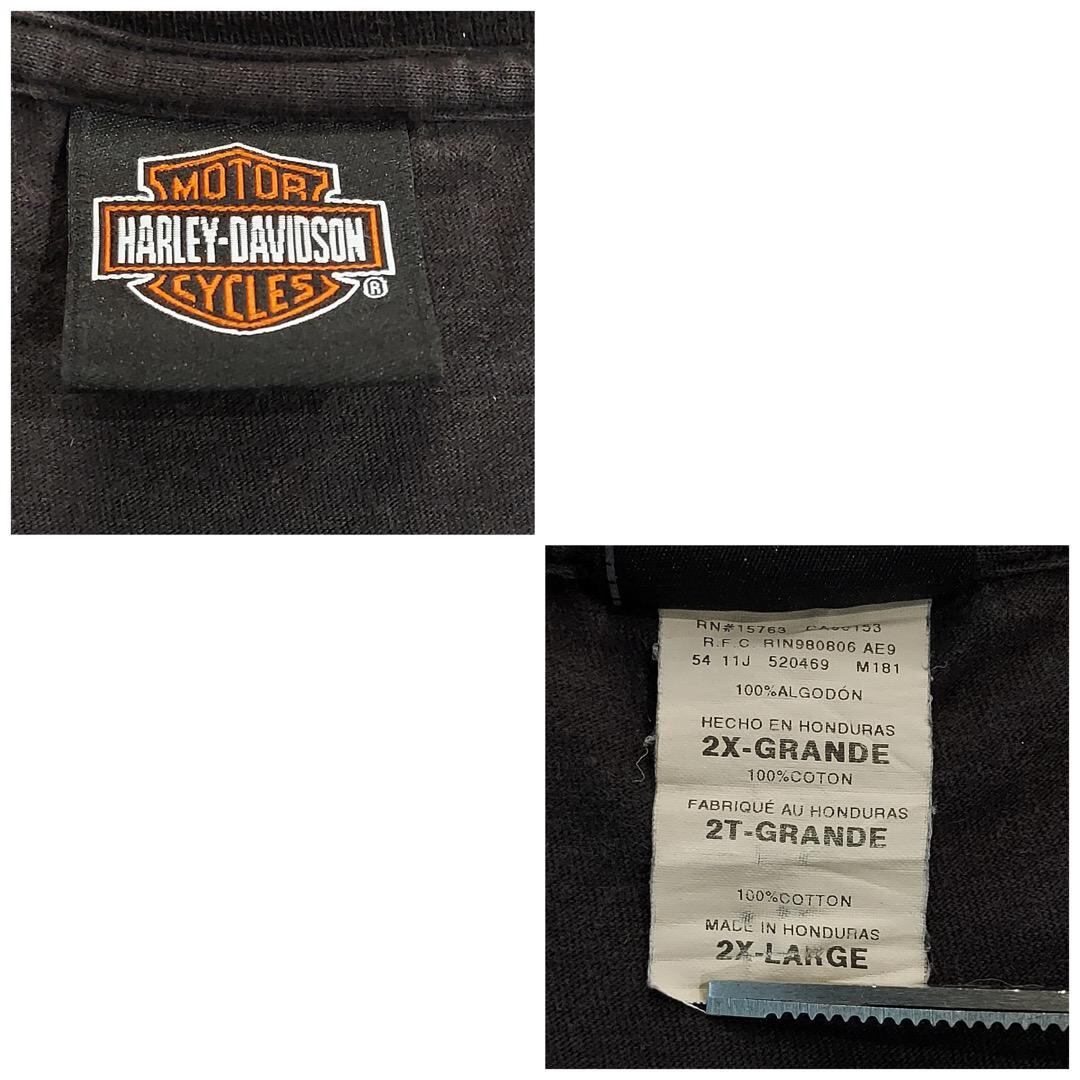 MOTOR
HARLEY-DAVIDSON
CYCLES
®
RN#15763
R.F.C. RIN980806 AE9
54 11J 520469 M181
100%ALGODÓN
HECHO EN HONDURAS
2X-GRANDE
100%COTON
FABRIQUÉ AU HONDURAS
2T-GRANDE
100%COTTON
MADE IN HONDURAS
2X-LARGE